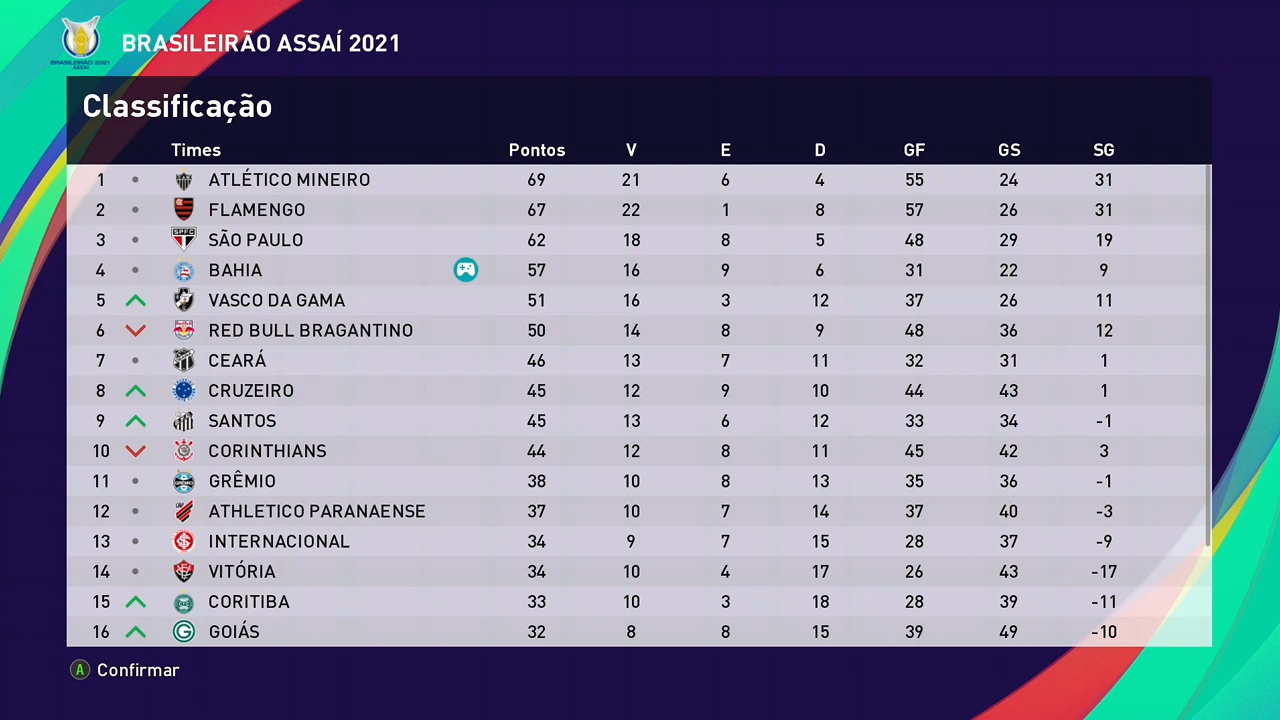 BRASILEIRÃO ASSAÍ 2021
BRASILEIRÃO 2021
ASSAÍ
Classificação
Times Pontos V E D GF GS SG
1 ATLÉTICO MINEIRO 69 21 6 4 55 24 31
2 FLAMENGO 67 22 1 8 57 26 31
3 SPFC SÃO PAULO 62 18 8 5 48 29 19
4 BAHIA 57 16 9 6 31 22 9
5 VASCO DA GAMA 51 16 3 12 37 26 11
6 RED BULL BRAGANTINO 50 14 8 9 48 36 12
7 CEARÁ 46 13 7 11 32 31 1
8 CRUZEIRO 45 12 9 10 44 43 1
9 SANTOS 45 13 6 12 33 34 -1
10 CORINTHIANS 44 12 8 11 45 42 3
11 GRÊMIO 38 10 8 13 35 36 -1
12 ATHLETICO PARANAENSE 37 10 7 14 37 40 -3
13 INTERNACIONAL 34 9 7 15 28 37 -9
14 VITÓRIA 34 10 4 17 26 43 -17
15 CORITIBA 33 10 3 18 28 39 -11
16 GOIÁS 32 8 8 15 39 49 -10
A Confirmar